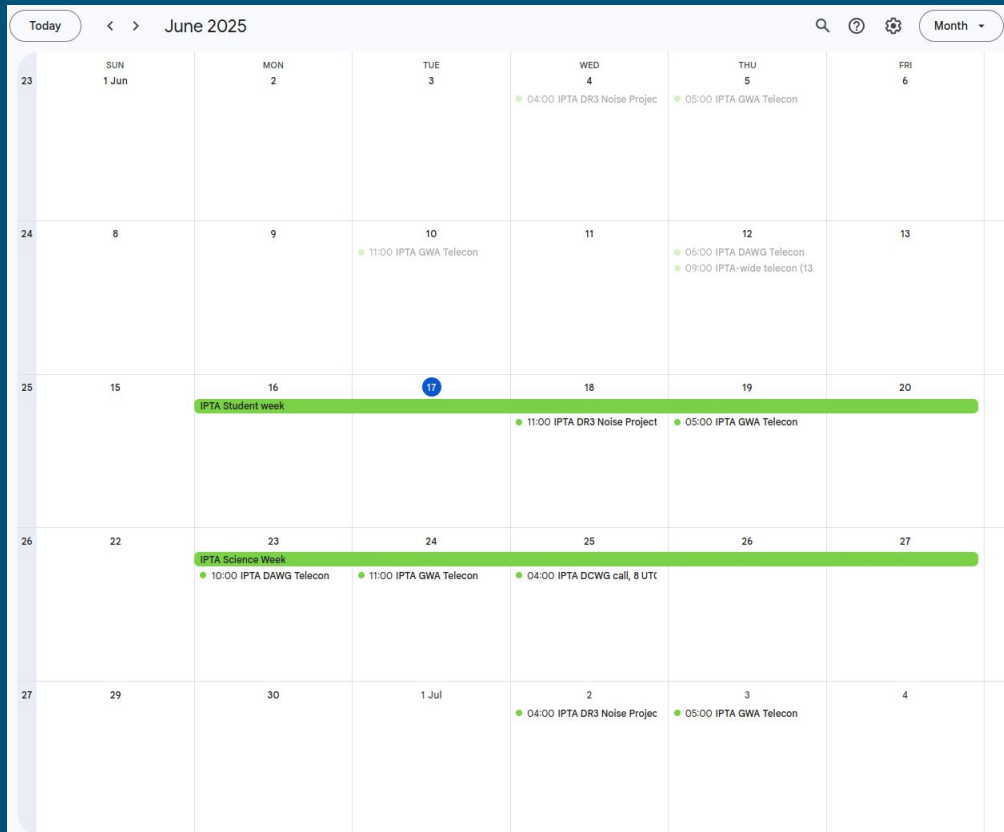 Today June 2025 Month
SUN MON TUE WED THU FRI
23 1 Jun 2 3 4 5 6
04:00 IPTA DR3 Noise Projec 05:00 IPTA GWA Telecon
24 8 9 10 11 12 13
11:00 IPTA GWA Telecon 06:00 IPTA DAWG Telecon
09:00 IPTA-wide telecon (13
25 15 16 17 18 19 20
IPTA Student week
11:00 IPTA DR3 Noise Project 05:00 IPTA GWA Telecon
26 22 23 24 25 26 27
IPTA Science Week
10:00 IPTA DAWG Telecon 11:00 IPTA GWA Telecon 04:00 IPTA DCWG call, 8 UTC
27 29 30 1 Jul 2 3 4
04:00 IPTA DR3 Noise Projec 05:00 IPTA GWA Telecon